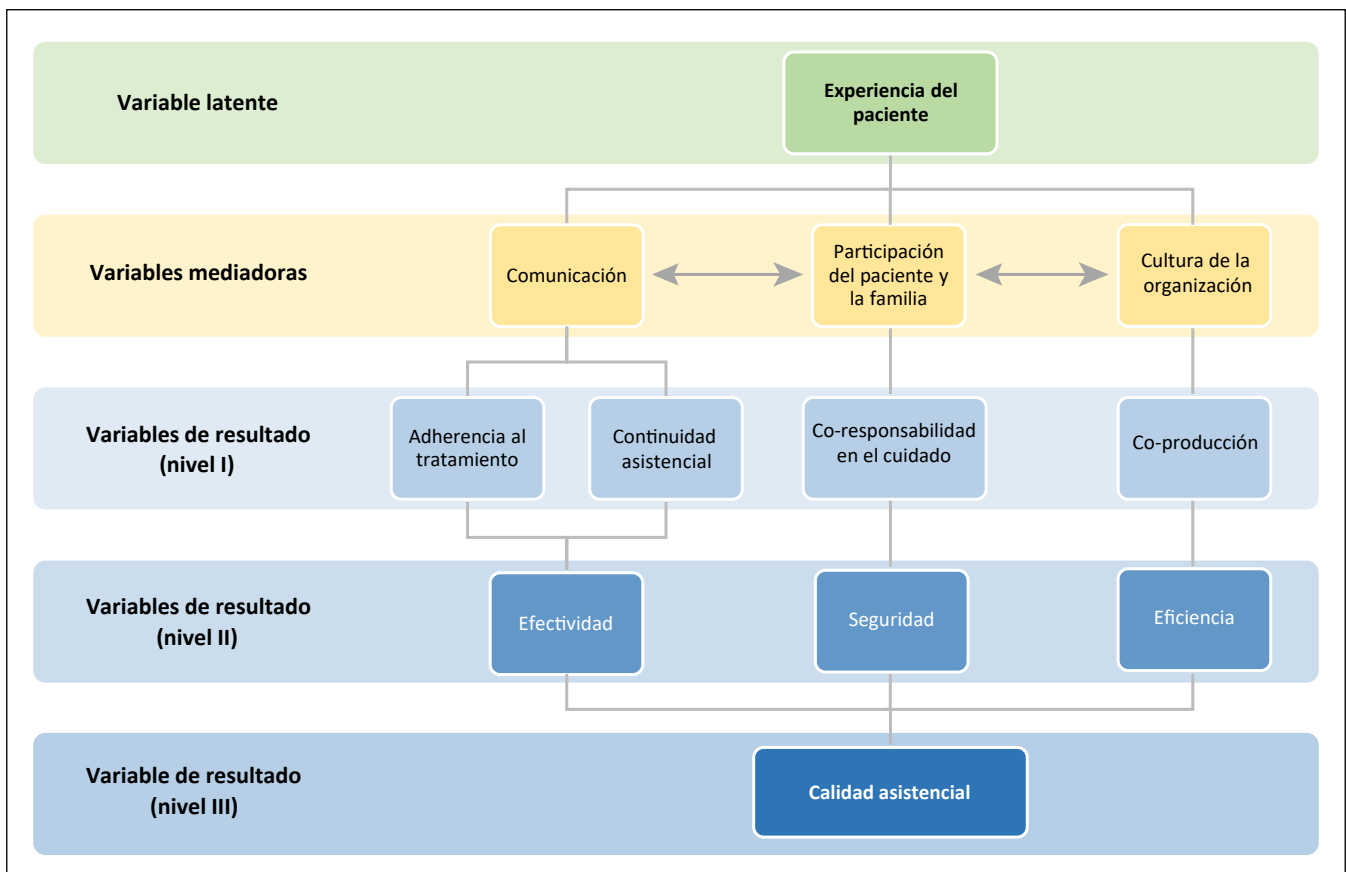 Variable latente
Experiencia del
paciente
Variables mediadoras
Comunicación
Participación
del paciente y
la familia
Cultura de la
organización
Variables de resultado
(nivel I)
Adherencia al
tratamiento
Continuidad
asistencial
Co-responsabilidad
en el cuidado
Co-producción
Variables de resultado
(nivel II)
Efectividad
Seguridad
Eficiencia
Variable de resultado
(nivel III)
Calidad asistencial